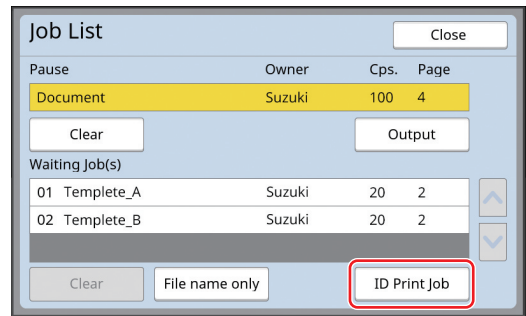 Job List Close
Pause Owner Cps. Page
Document Suzuki 100 4
Clear Output
Waiting Job(s)
01 Templete_A Suzuki 20 2
02 Templete_B Suzuki 20 2
Clear File name only ID Print Job